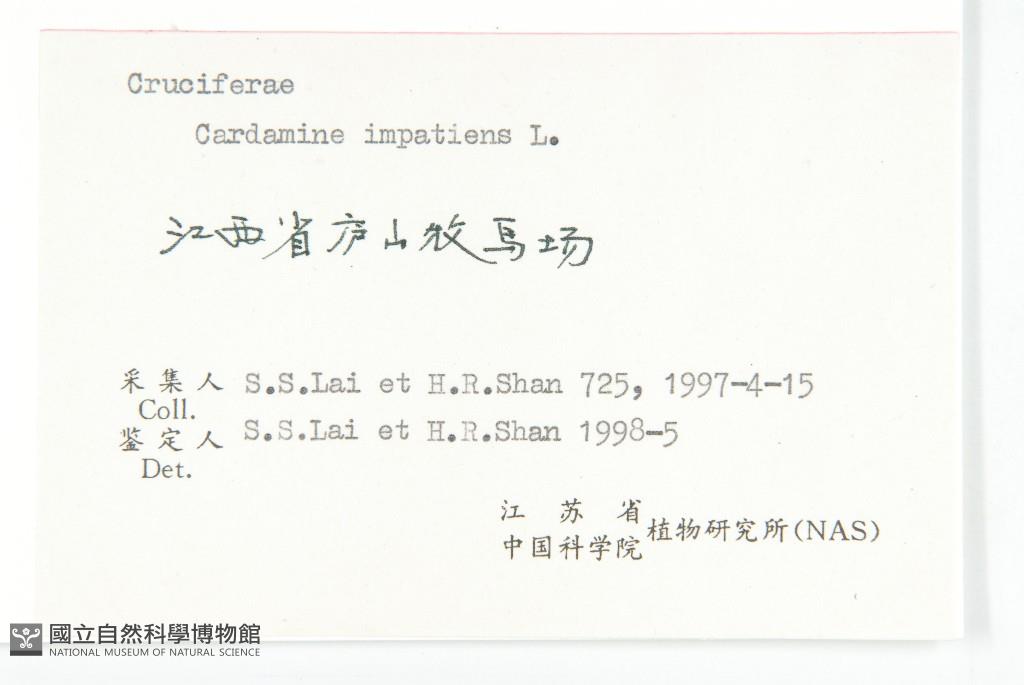 Cruciferae
Cardamine impatiens L.
江西省庐山牧马场
采集人 S.S.Lai et H.R.Shan 725, 1997-4-15
Coll.
鉴定人 S.S.Lai et H.R.Shan 1998-5
Det.
江苏省
中国科学院植物研究所(NAS)
國立自然科學博物館
NATIONAL MUSEUM OF NATURAL SCIENCE